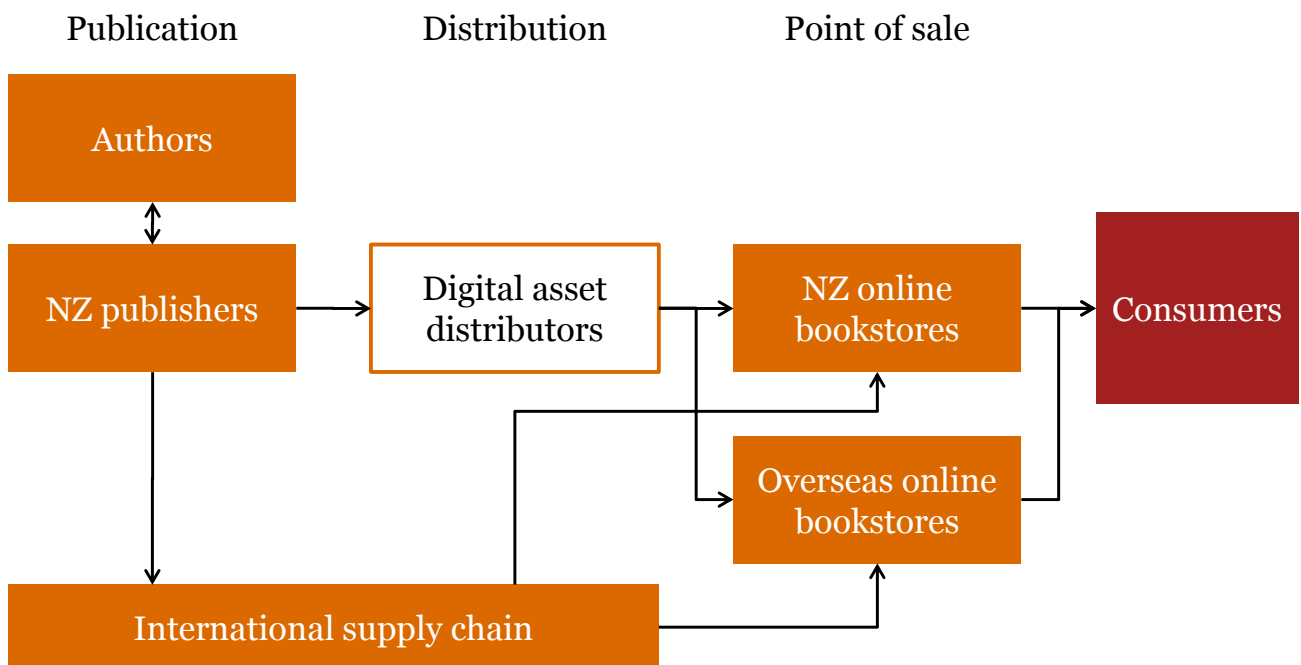 Publication
Distribution
Point of sale
Authors
NZ publishers
Digital asset
distributors
NZ online
bookstores
Consumers
Overseas online
bookstores
International supply chain